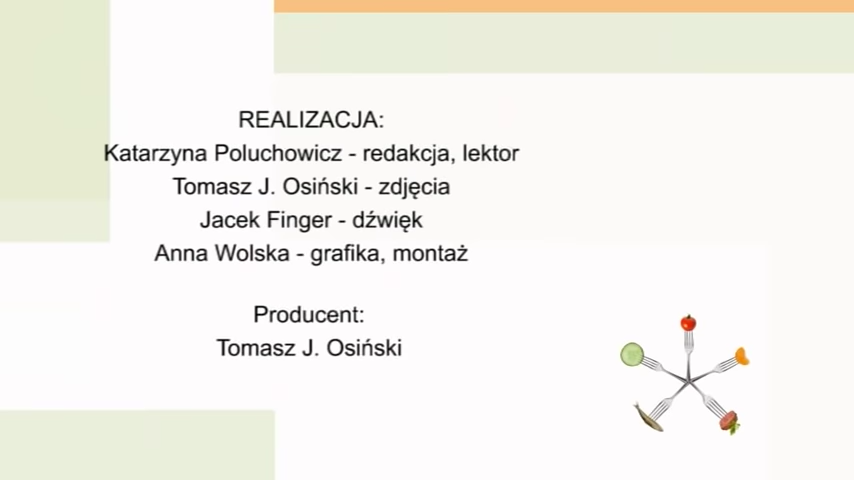 REALIZACJA:
Katarzyna Poluchowicz - redakcja, lektor
Tomasz J. Osiński - zdjęcia
Jacek Finger - dźwięk
Anna Wolska - grafika, montaż
Producent:
Tomasz J. Osiński